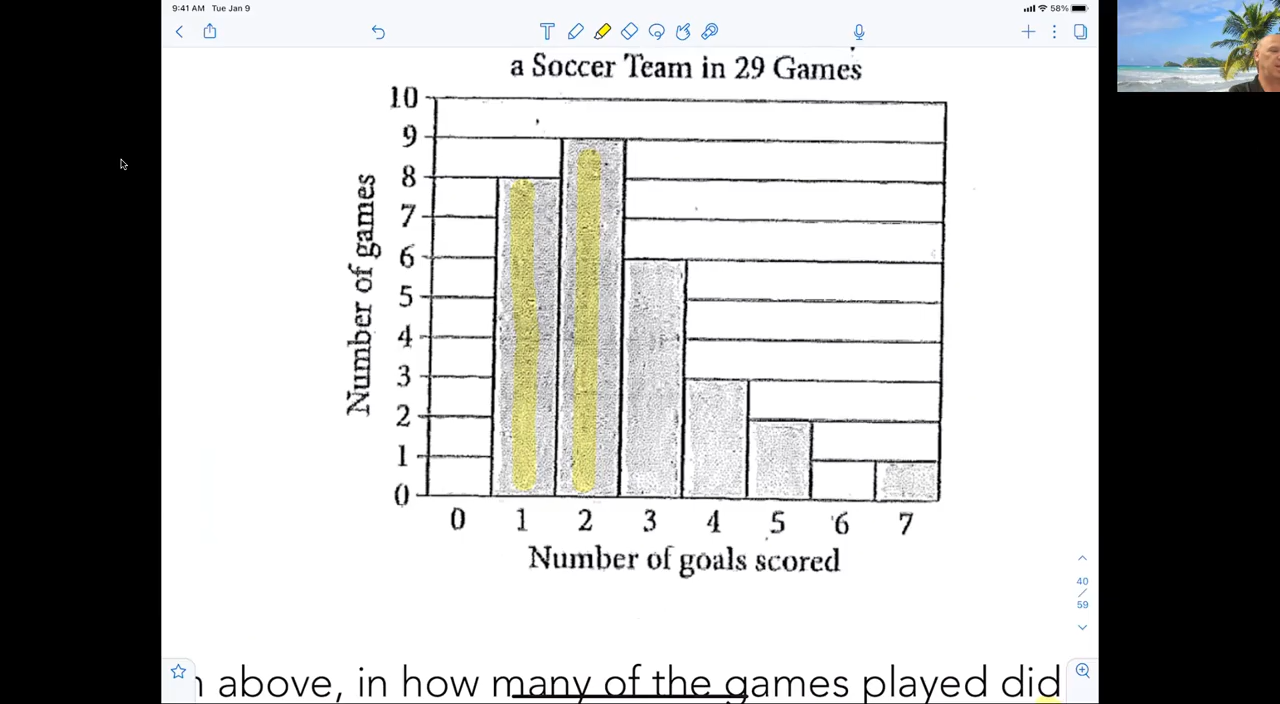 9:41 AM Tue Jan 9
58%
a Soccer Team in 29 Games
10
9
8
7
6
5
4
3
2
1
0
Number of games
0 1 2 3 4 5 6 7
Number of goals scored
40
/
59
above, in how many of the games played did